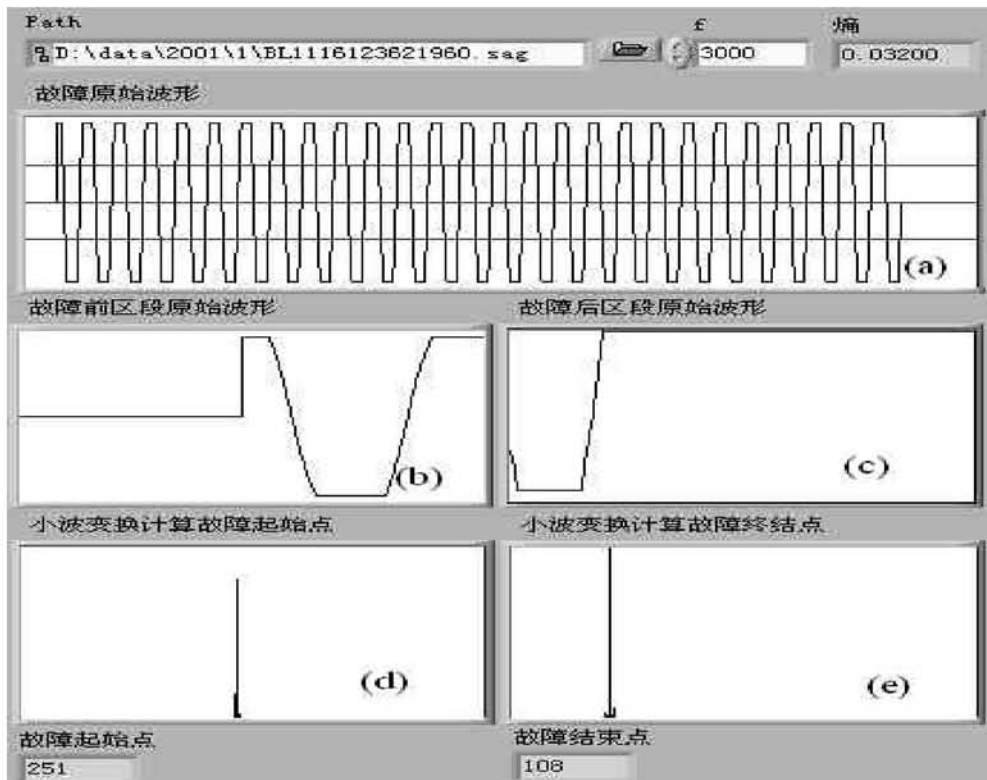 Path f 熵
D:\data\2001\1\BL1116123621960.sag 3000 0.03200
故障原始波形
(a)
故障前区段原始波形 故障后区段原始波形
(b) (c)
小波变换计算故障起始点 小波变换计算故障终结点
(d) (e)
故障起始点 故障结束点
251 108